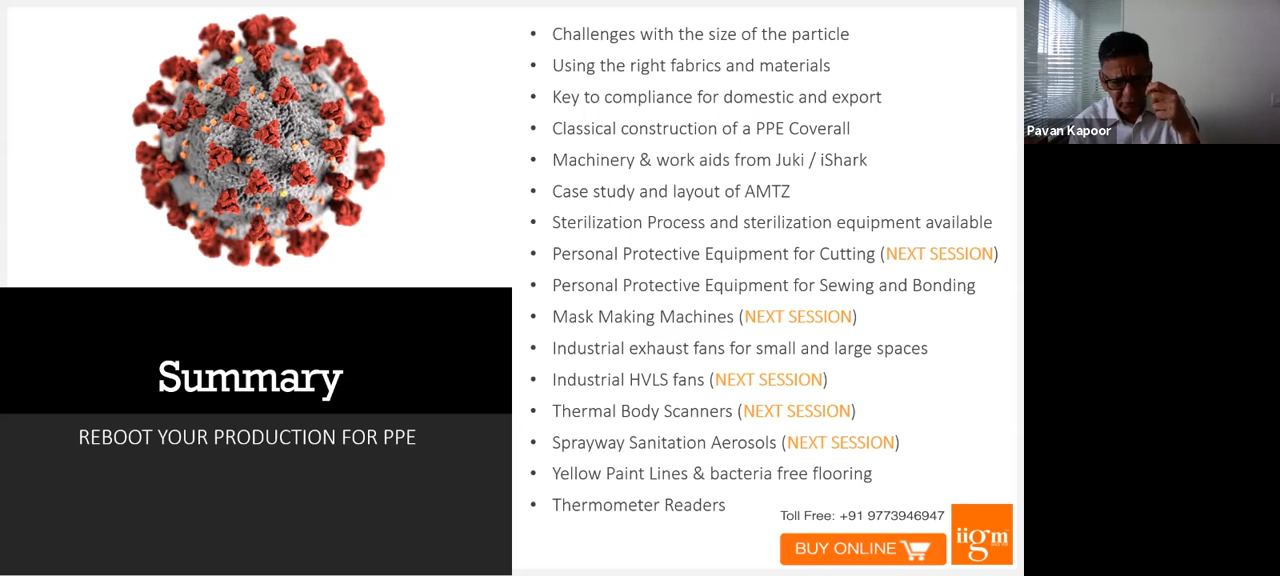 Summary
REBOOT YOUR PRODUCTION FOR PPE
• Challenges with the size of the particle
• Using the right fabrics and materials
• Key to compliance for domestic and export
• Classical construction of a PPE Coverall
• Machinery & work aids from Juki / iShark
• Case study and layout of AMTZ
• Sterilization Process and sterilization equipment available
• Personal Protective Equipment for Cutting (NEXT SESSION)
• Personal Protective Equipment for Sewing and Bonding
• Mask Making Machines (NEXT SESSION)
• Industrial exhaust fans for small and large spaces
• Industrial HVLS fans (NEXT SESSION)
• Thermal Body Scanners (NEXT SESSION)
• Sprayway Sanitation Aerosols (NEXT SESSION)
• Yellow Paint Lines & bacteria free flooring
• Thermometer Readers
Toll Free: +91 9773946947
BUY ONLINE
iigm
Pavan Kapoor